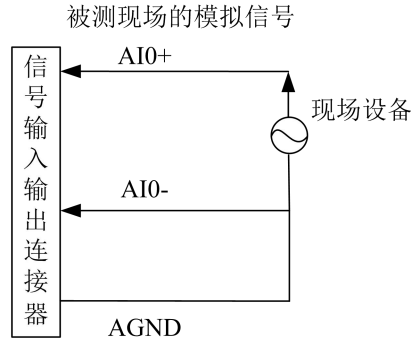 被测现场的模拟信号
AI0+
信号输入输出连接器
现场设备
AI0-
AGND